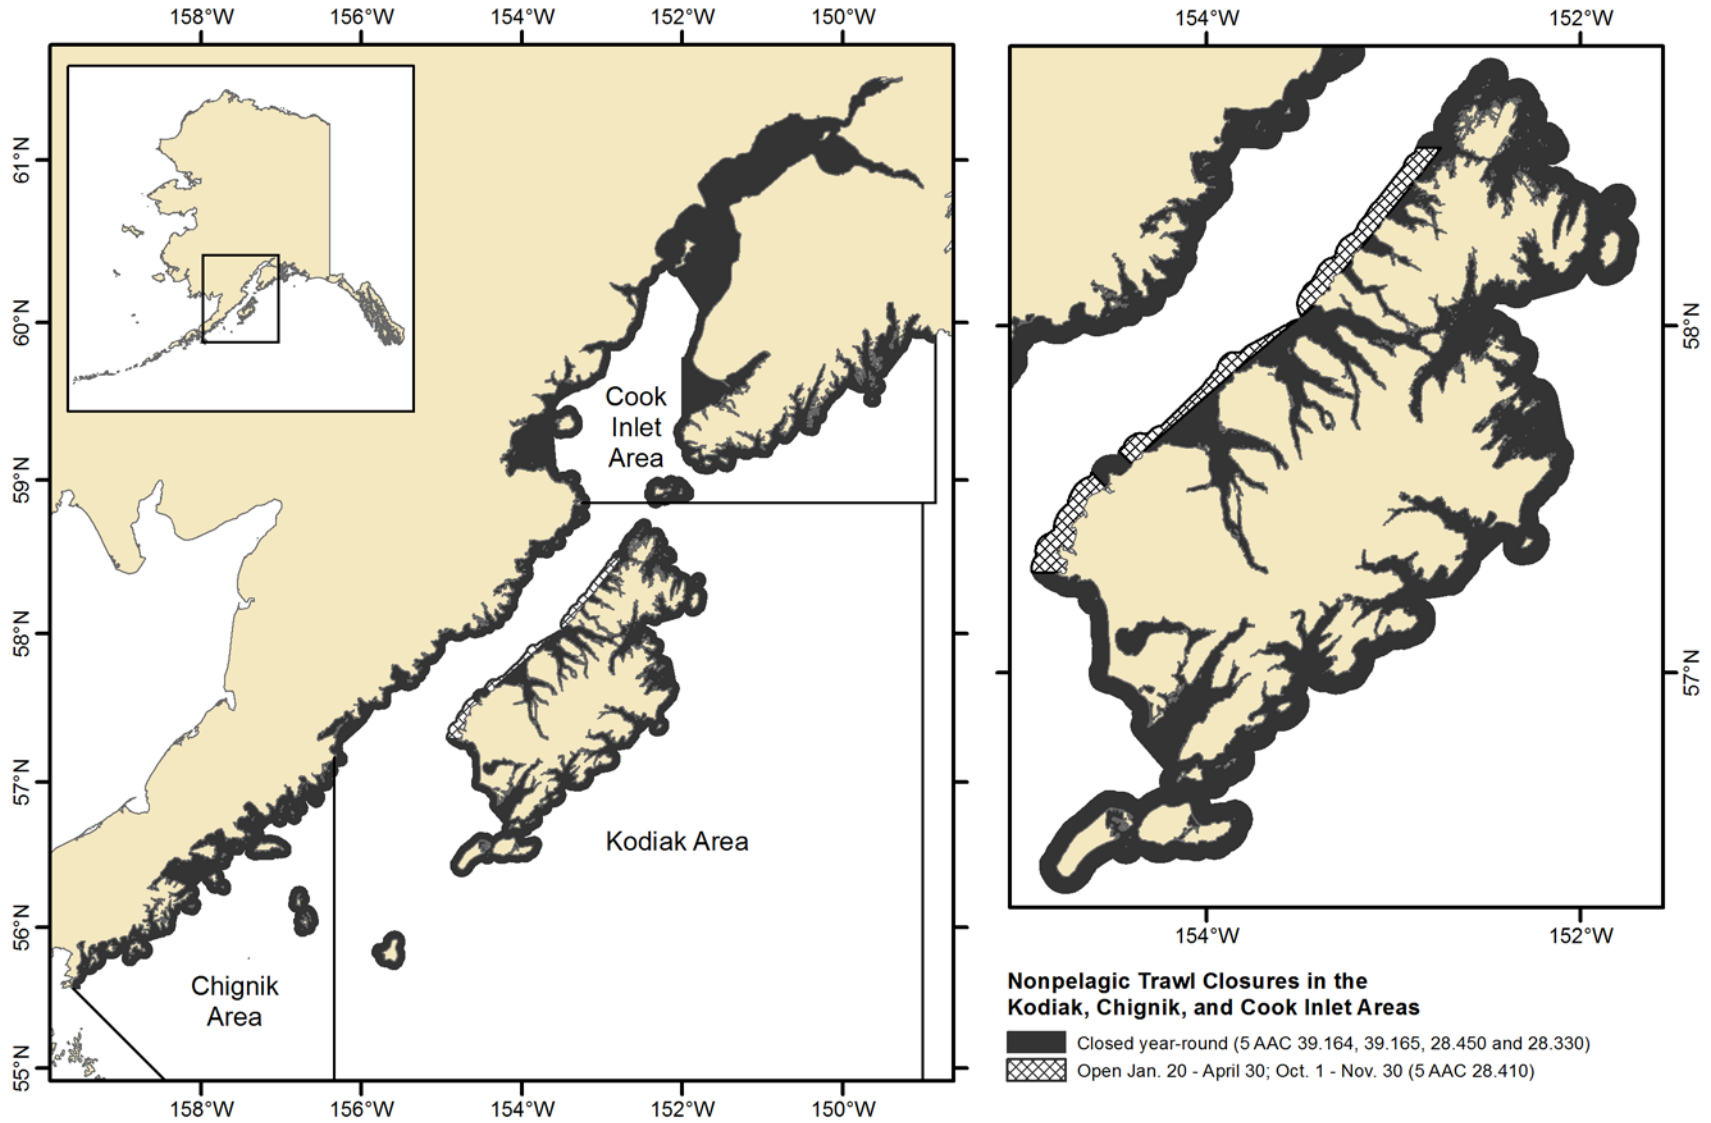 158°W 156°W 154°W 152°W 150°W
154°W 152°W
61°N
60°N
59°N
58°N
57°N
56°N
55°N
Cook
Inlet
Area
Kodiak Area
Chignik
Area
158°W 156°W 154°W 152°W 150°W
58°N
57°N
154°W 152°W
Nonpelagic Trawl Closures in the
Kodiak, Chignik, and Cook Inlet Areas
Closed year-round (5 AAC 39.164, 39.165, 28.450 and 28.330)
Open Jan. 20 - April 30; Oct. 1 - Nov. 30 (5 AAC 28.410)